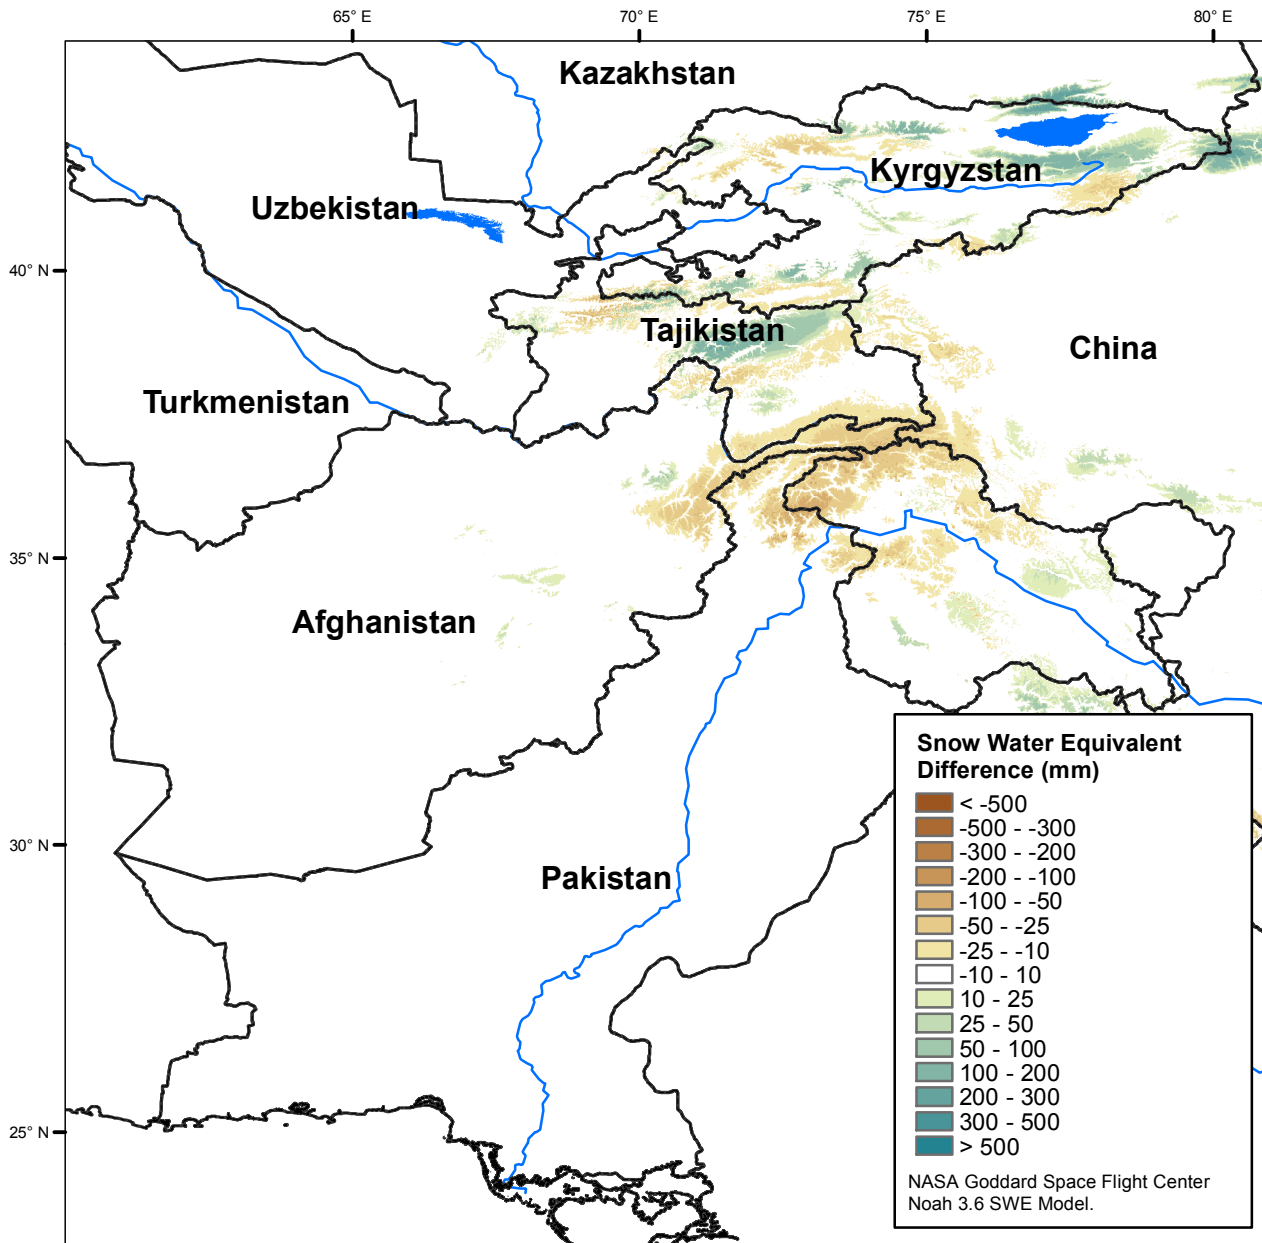 65° E
70° E
75° E
80° E
Kazakhstan
Kyrgyzstan
Uzbekistan
40° N
Tajikistan
China
Turkmenistan
35° N
Afghanistan
Snow Water Equivalent
Difference (mm)
< -500
-500 - -300
-300 - -200
-200 - -100
-100 - -50
-50 - -25
-25 - -10
-10 - 10
10 - 25
25 - 50
50 - 100
100 - 200
200 - 300
300 - 500
> 500
NASA Goddard Space Flight Center
Noah 3.6 SWE Model.
30° N
Pakistan
25° N